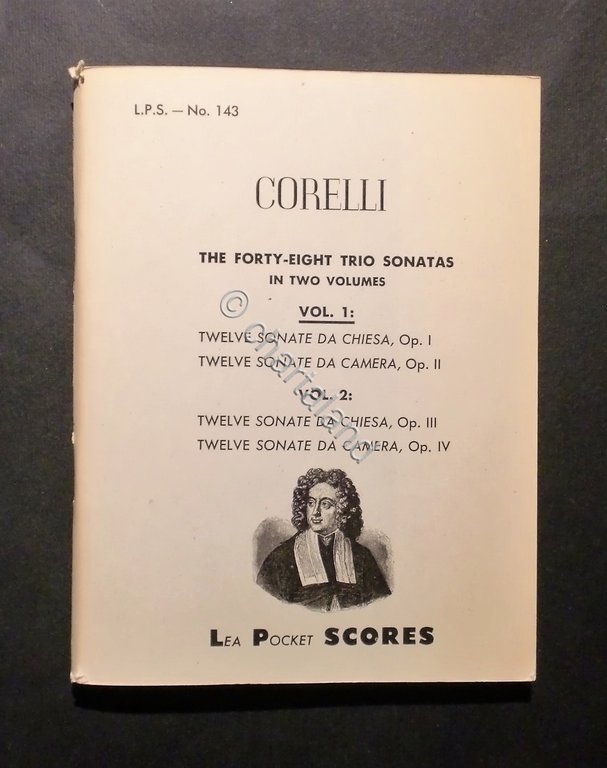 L.P.S. — No. 143
CORELLI
THE FORTY-EIGHT TRIO SONATAS
IN TWO VOLUMES
VOL. 1:
TWELVE SONATE DA CHIESA, Op. I
TWELVE SONATE DA CAMERA, Op. II
VOL. 2:
TWELVE SONATE DA CHIESA, Op. III
TWELVE SONATE DA CAMERA, Op. IV
LEA POCKET SCORES
© chartaland